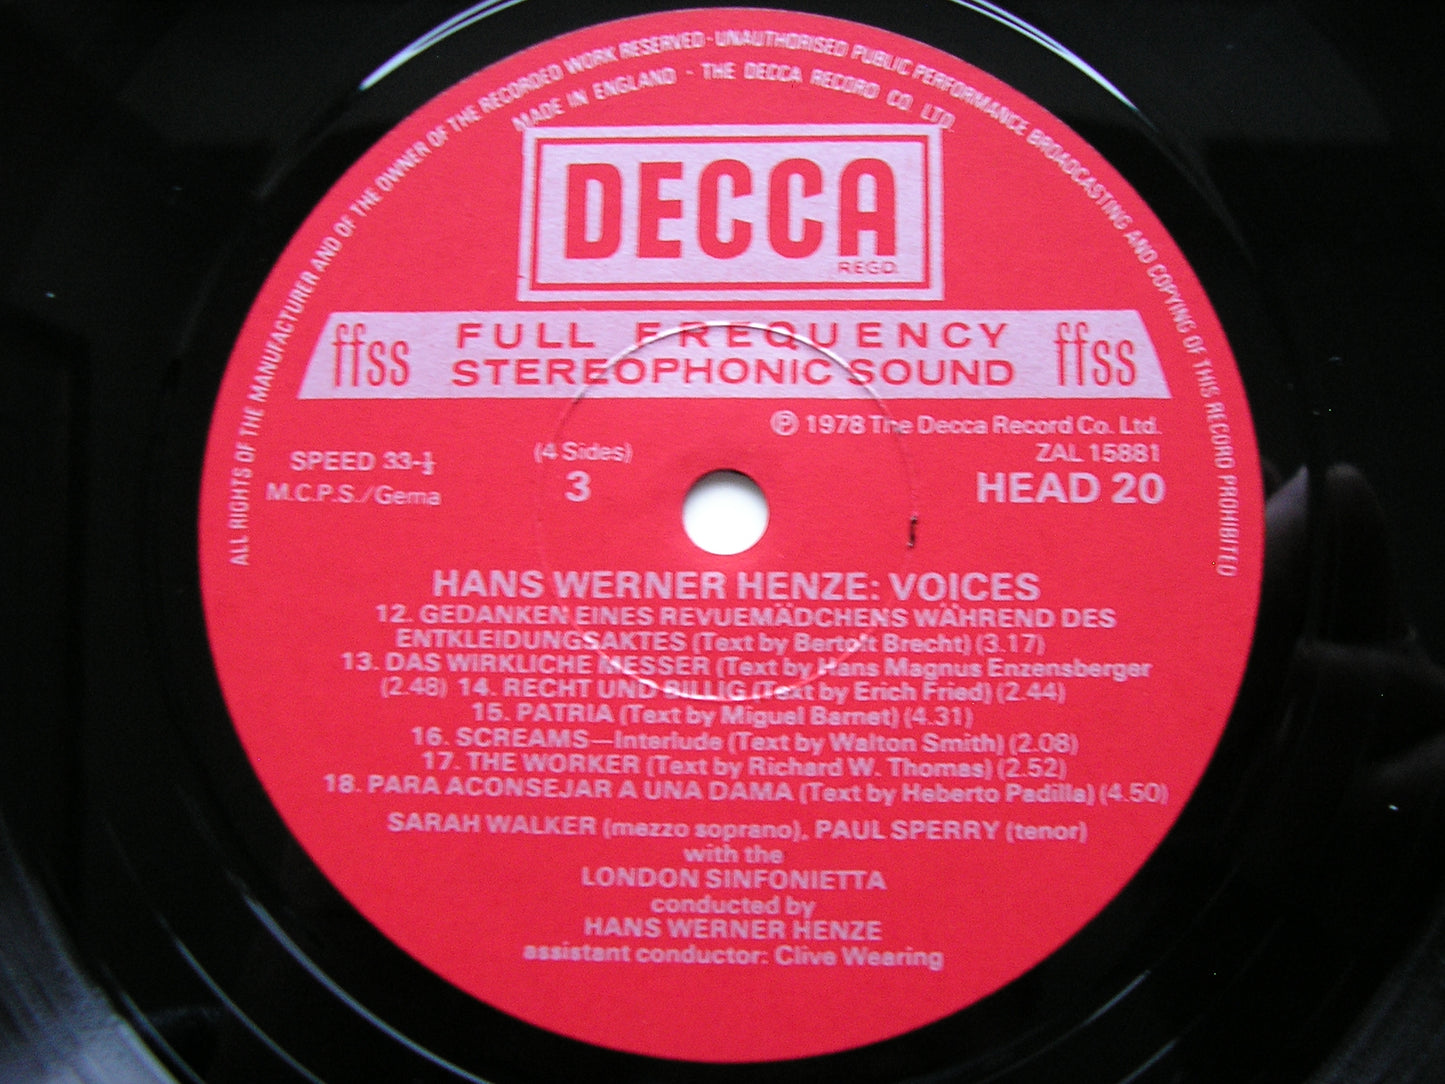 ALL RIGHTS OF THE MANUFACTURER AND OF THE OWNER OF THE RECORDED WORK RESERVED · UNAUTHORISED PUBLIC PERFORMANCE BROADCASTING AND COPYING OF THIS RECORD PROHIBITED
MADE IN ENGLAND - THE DECCA RECORD CO. LTD.
DECCA
REGD.
ffss FULL FREQUENCY ffss
STEREOPHONIC SOUND
℗ 1978 The Decca Record Co. Ltd.
SPEED 33-⅓ (4 Sides) ZAL 15881
M.C.P.S./Gema 3 HEAD 20
HANS WERNER HENZE: VOICES
12. GEDANKEN EINES REVUEMÄDCHENS WÄHREND DES
ENTKLEIDUNGSAKTES (Text by Bertolt Brecht) (3.17)
13. DAS WIRKLICHE MESSER (Text by Hans Magnus Enzensberger
(2.48) 14. RECHT UND BILLIG (Text by Erich Fried) (2.44)
15. PATRIA (Text by Miguel Barnet) (4.31)
16. SCREAMS—Interlude (Text by Walton Smith) (2.08)
17. THE WORKER (Text by Richard W. Thomas) (2.52)
18. PARA ACONSEJAR A UNA DAMA (Text by Heberto Padilla) (4.50)
SARAH WALKER (mezzo soprano), PAUL SPERRY (tenor)
with the
LONDON SINFONIETTA
conducted by
HANS WERNER HENZE
assistant conductor: Clive Wearing